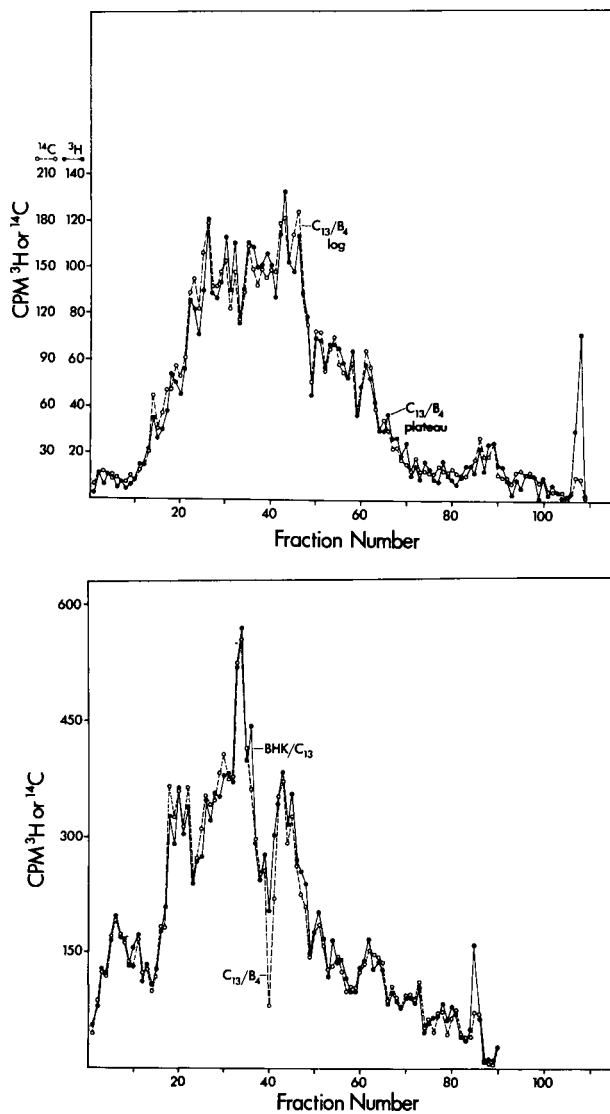 ¹⁴C ³H
210 140
180 120
150 100
120 80
90 60
60 40
30 20
CPM ³H or ¹⁴C
C₁₃/B₄
log
C₁₃/B₄
plateau
20 40 60 80 100
Fraction Number
600
450
300
150
CPM ³H or ¹⁴C
BHK/C₁₃
C₁₃/B₄
20 40 60 80 100
Fraction Number